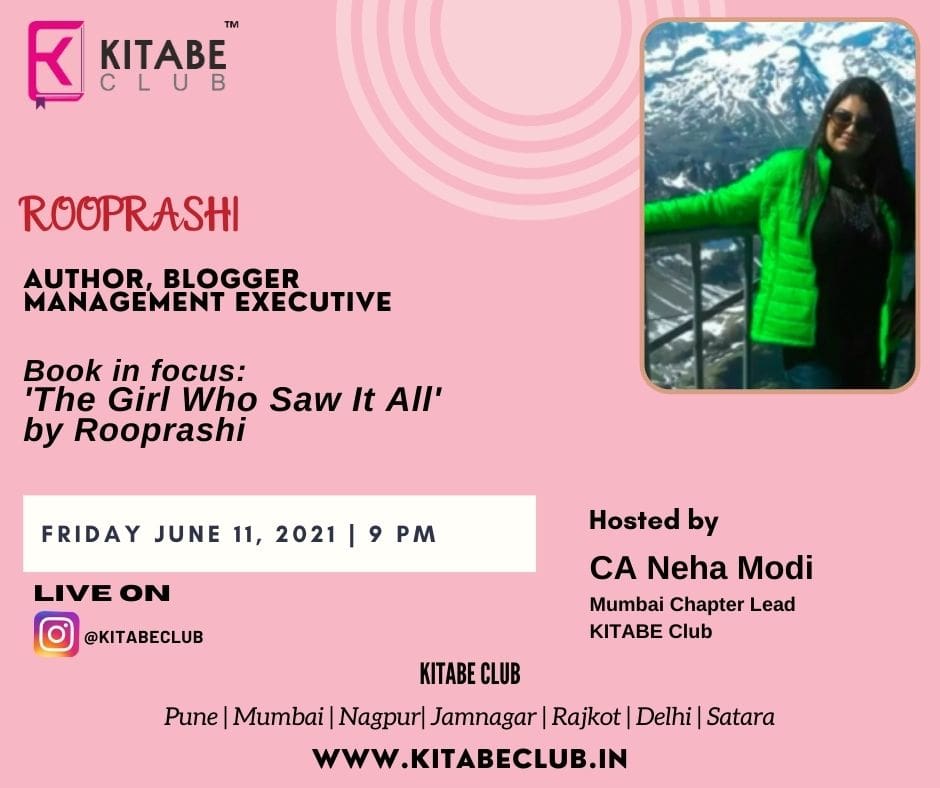 KITABE™
CLUB
ROOPRASHI
AUTHOR, BLOGGER
MANAGEMENT EXECUTIVE
Book in focus:
'The Girl Who Saw It All'
by Rooprashi
FRIDAY JUNE 11, 2021 | 9 PM
LIVE ON
@KITABECLUB
Hosted by
CA Neha Modi
Mumbai Chapter Lead
KITABE Club
KITABE CLUB
Pune | Mumbai | Nagpur| Jamnagar | Rajkot | Delhi | Satara
WWW.KITABECLUB.IN